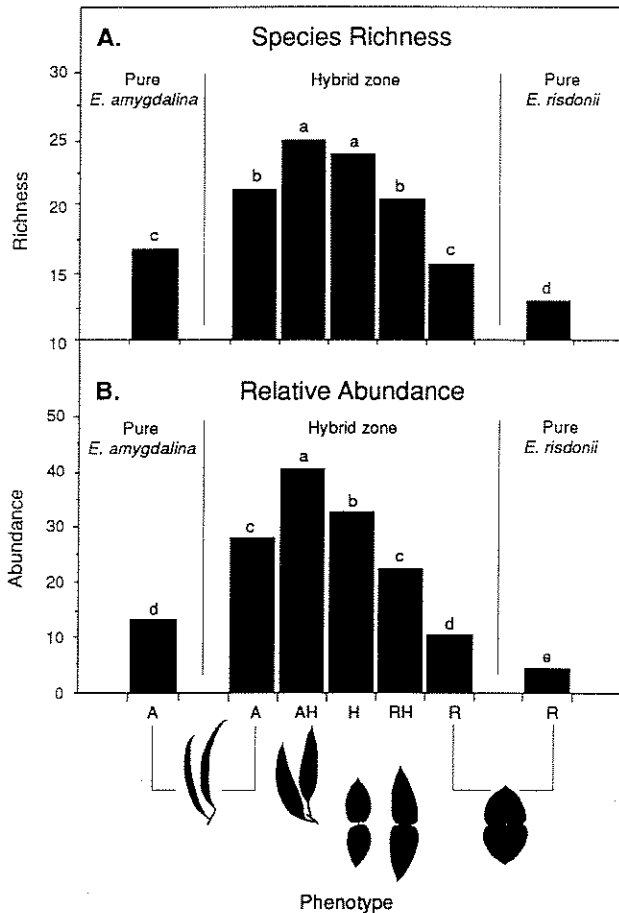 A. Species Richness
Pure
E. amygdalina
Hybrid zone
Pure
E. risdonii
Richness
30
25
20
15
10
c
b
a
a
b
c
d
B. Relative Abundance
Pure
E. amygdalina
Hybrid zone
Pure
E. risdonii
Abundance
50
40
30
20
10
0
d
c
a
b
c
d
e
A A AH H RH R R
Phenotype